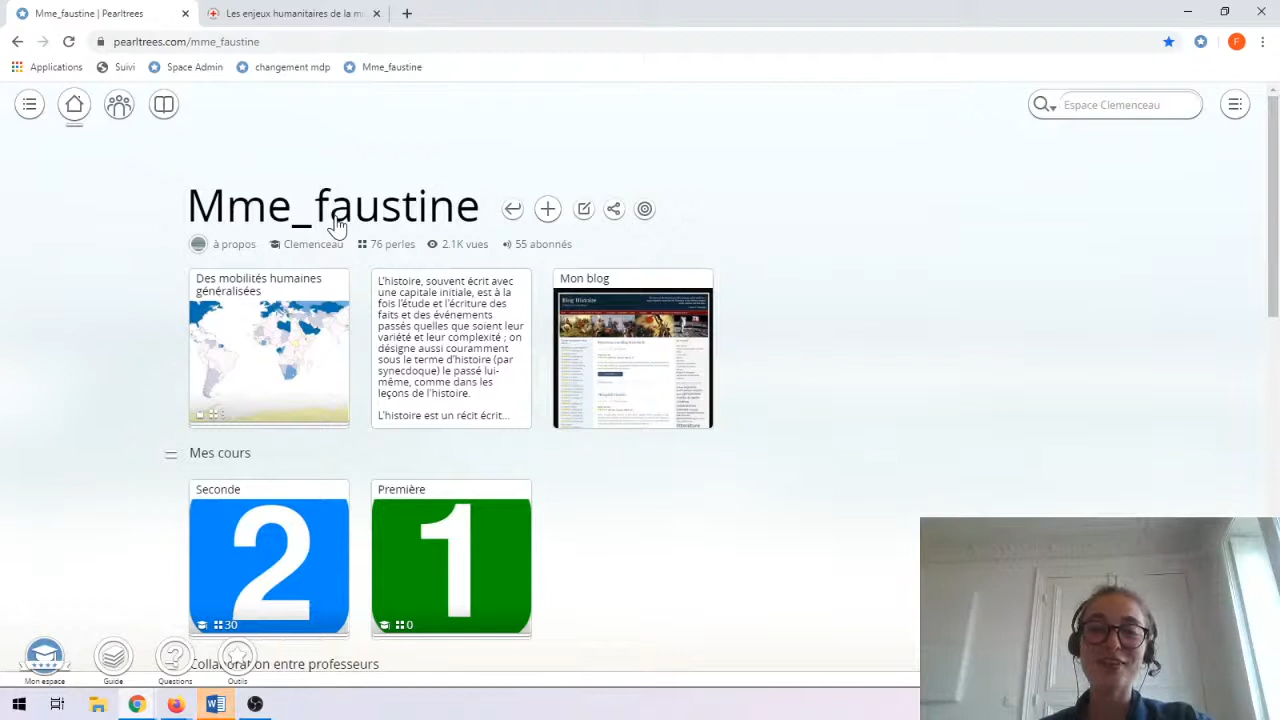 Mme_faustine | Pearltrees
Les enjeux humanitaires de la mi
pearltrees.com/mme_faustine
F
Applications
Suivi
Space Admin
changement mdp
Mme_faustine
Espace Clemenceau
Mme_faustine
à propos
Clemenceau
76 perles
2.1K vues
55 abonnés
Des mobilités humaines
généralisées
5
L'histoire, souvent écrit avec
une capitale initiale, est à la
fois l'étude et l'écriture des
faits et des événements
passés quelles que soient leur
variété et leur complexité ; on
désigne aussi couramment
sous le terme d'histoire (par
synecdoque) le passé lui-
même, comme dans les
leçons de l'histoire.
L'histoire est un récit écrit...
Mon blog
Blog Histoire
Mes cours
Seconde
2
30
Première
1
0
Collaboration entre professeurs
Mon espace
Guide
Questions
Outils